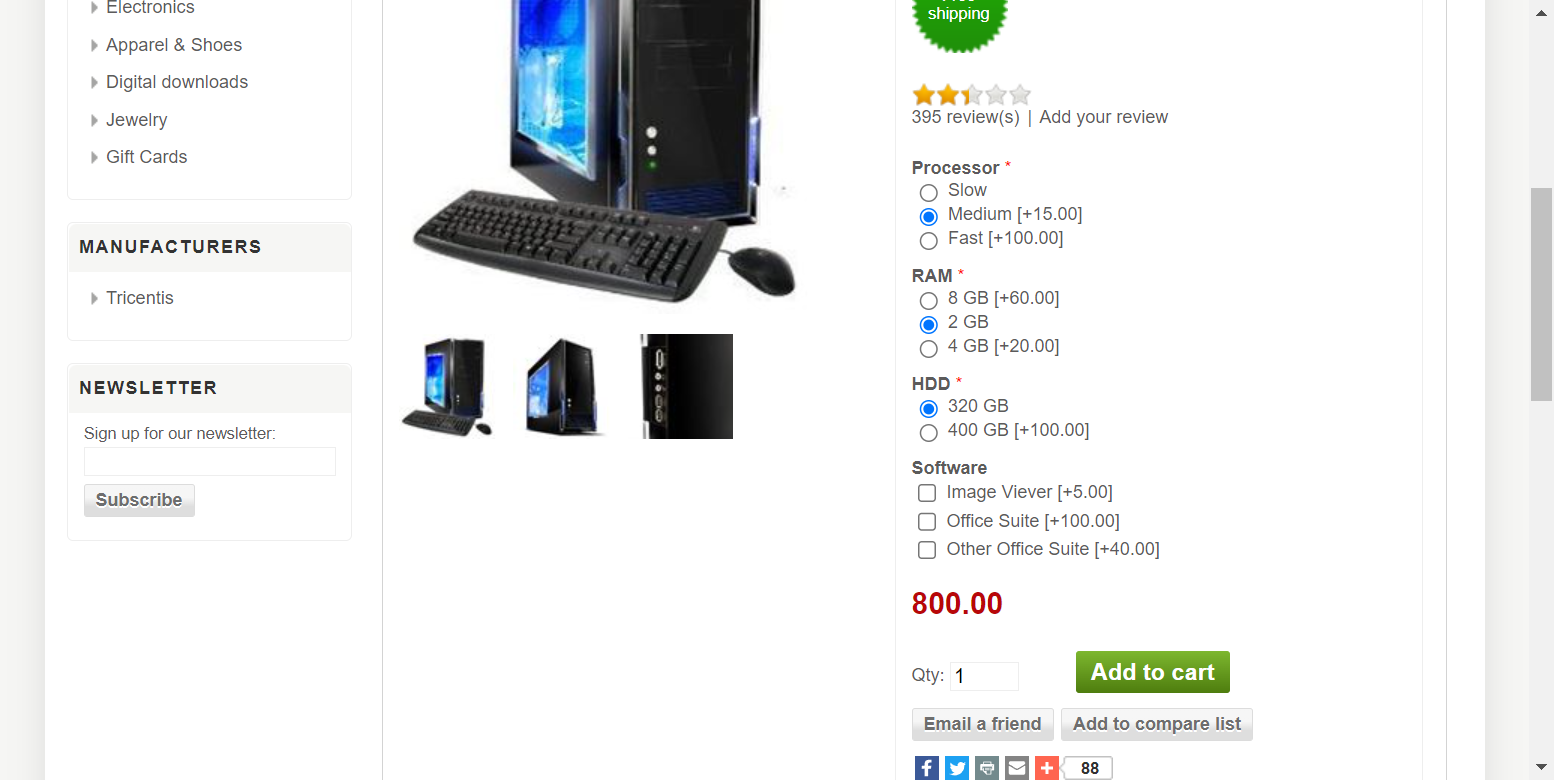 Electronics
Apparel & Shoes
Digital downloads
Jewelry
Gift Cards
MANUFACTURERS
Tricentis
NEWSLETTER
Sign up for our newsletter:
Subscribe
shipping
395 review(s) | Add your review
Processor *
Slow
Medium [+15.00]
Fast [+100.00]
RAM *
8 GB [+60.00]
2 GB
4 GB [+20.00]
HDD *
320 GB
400 GB [+100.00]
Software
Image Viever [+5.00]
Office Suite [+100.00]
Other Office Suite [+40.00]
800.00
Qty: 1 Add to cart
Email a friend Add to compare list
88